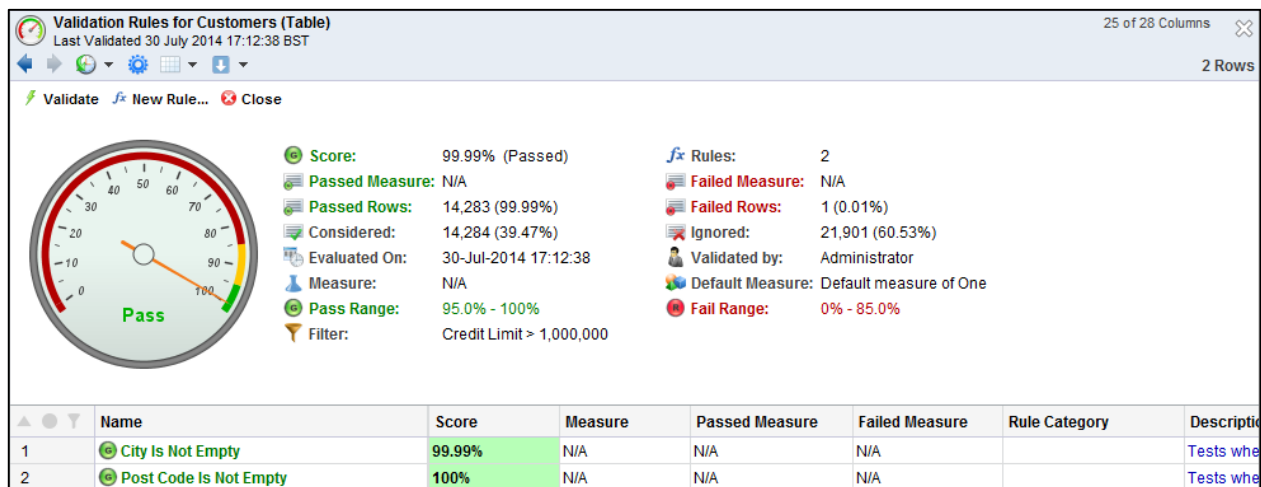 Validation Rules for Customers (Table)
25 of 28 Columns
Last Validated 30 July 2014 17:12:38 BST
2 Rows
Validate fx New Rule... Close
0 10 20 30 40 50 60 70 80 90 100
Pass
G Score: 99.99% (Passed) fx Rules: 2
Passed Measure: N/A Failed Measure: N/A
Passed Rows: 14,283 (99.99%) Failed Rows: 1 (0.01%)
Considered: 14,284 (39.47%) Ignored: 21,901 (60.53%)
Evaluated On: 30-Jul-2014 17:12:38 Validated by: Administrator
Measure: N/A Default Measure: Default measure of One
G Pass Range: 95.0% - 100% R Fail Range: 0% - 85.0%
Filter: Credit Limit > 1,000,000
Name Score Measure Passed Measure Failed Measure Rule Category Descriptio
1 G City Is Not Empty 99.99% N/A N/A N/A Tests whe
2 G Post Code Is Not Empty 100% N/A N/A N/A Tests whe